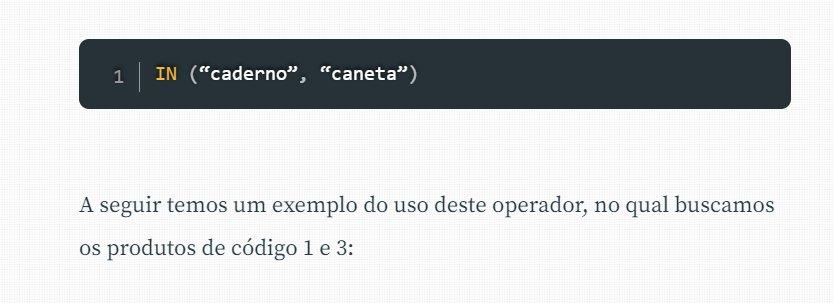 1 IN (“caderno”, “caneta”)
A seguir temos um exemplo do uso deste operador, no qual buscamos
os produtos de código 1 e 3: